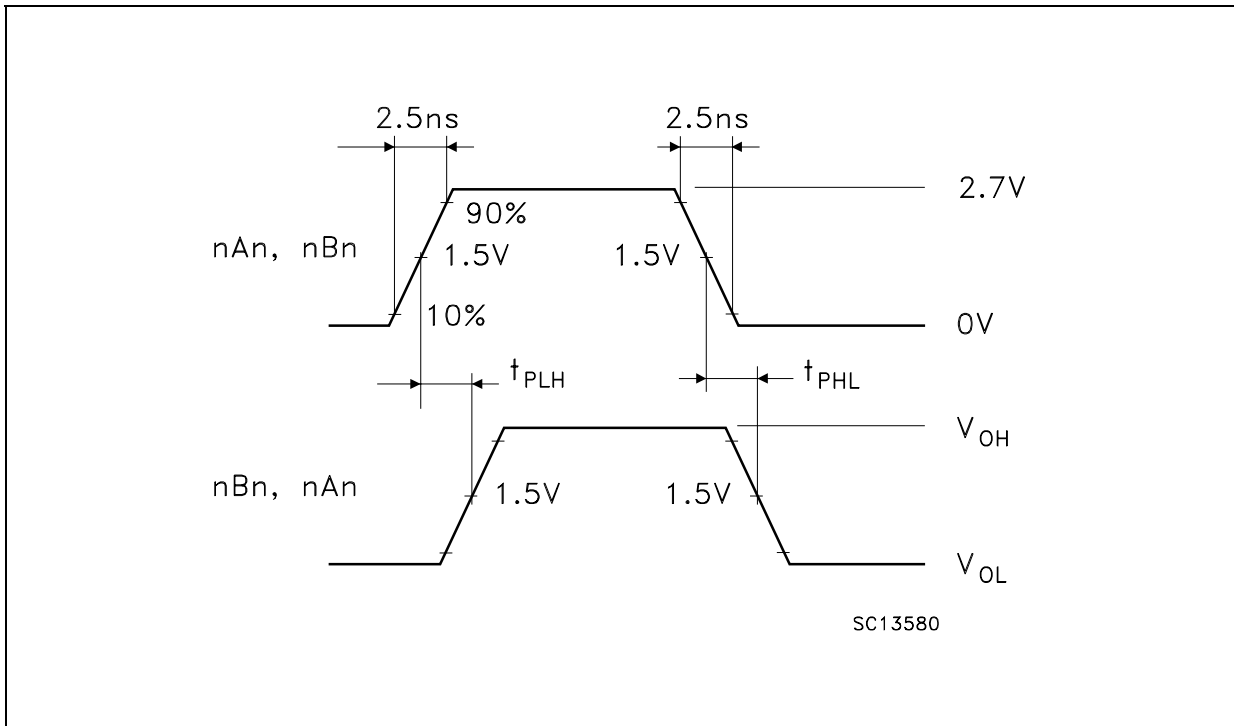 2.5ns 2.5ns
2.7V
90%
nAn, nBn 1.5V 1.5V
10%
0V
tPLH tPHL
VOH
nBn, nAn 1.5V 1.5V
VOL
SC13580